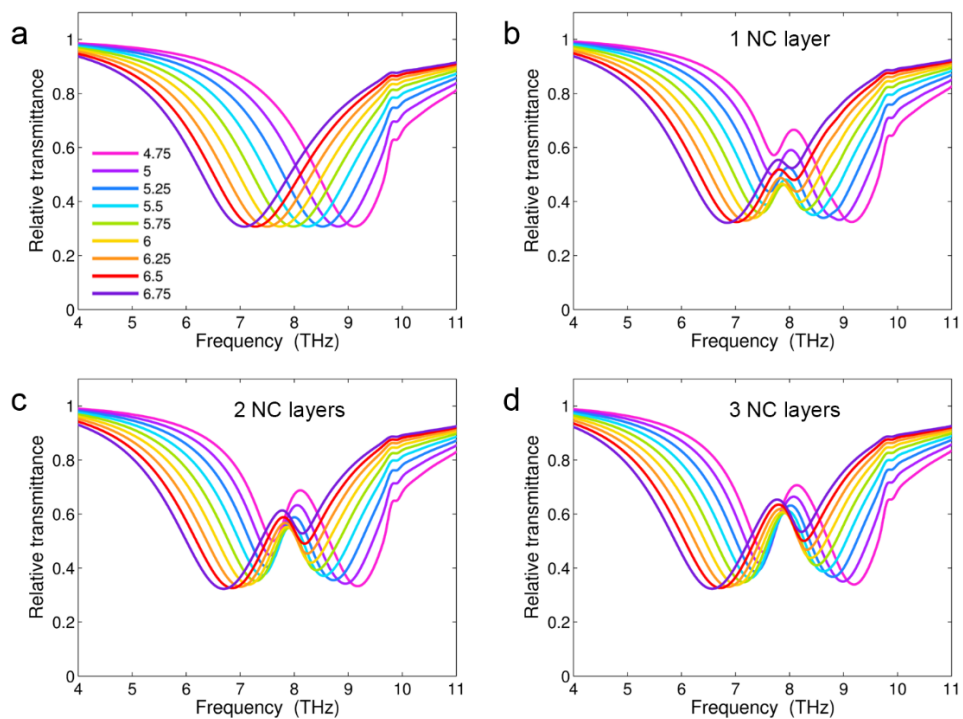 a
Relative transmittance
1
0.8
0.6
0.4
0.2
0
4.75
5
5.25
5.5
5.75
6
6.25
6.5
6.75
4 5 6 7 8 9 10 11
Frequency (THz)
b
1 NC layer
Relative transmittance
1
0.8
0.6
0.4
0.2
0
4 5 6 7 8 9 10 11
Frequency (THz)
c
2 NC layers
Relative transmittance
1
0.8
0.6
0.4
0.2
0
4 5 6 7 8 9 10 11
Frequency (THz)
d
3 NC layers
Relative transmittance
1
0.8
0.6
0.4
0.2
0
4 5 6 7 8 9 10 11
Frequency (THz)